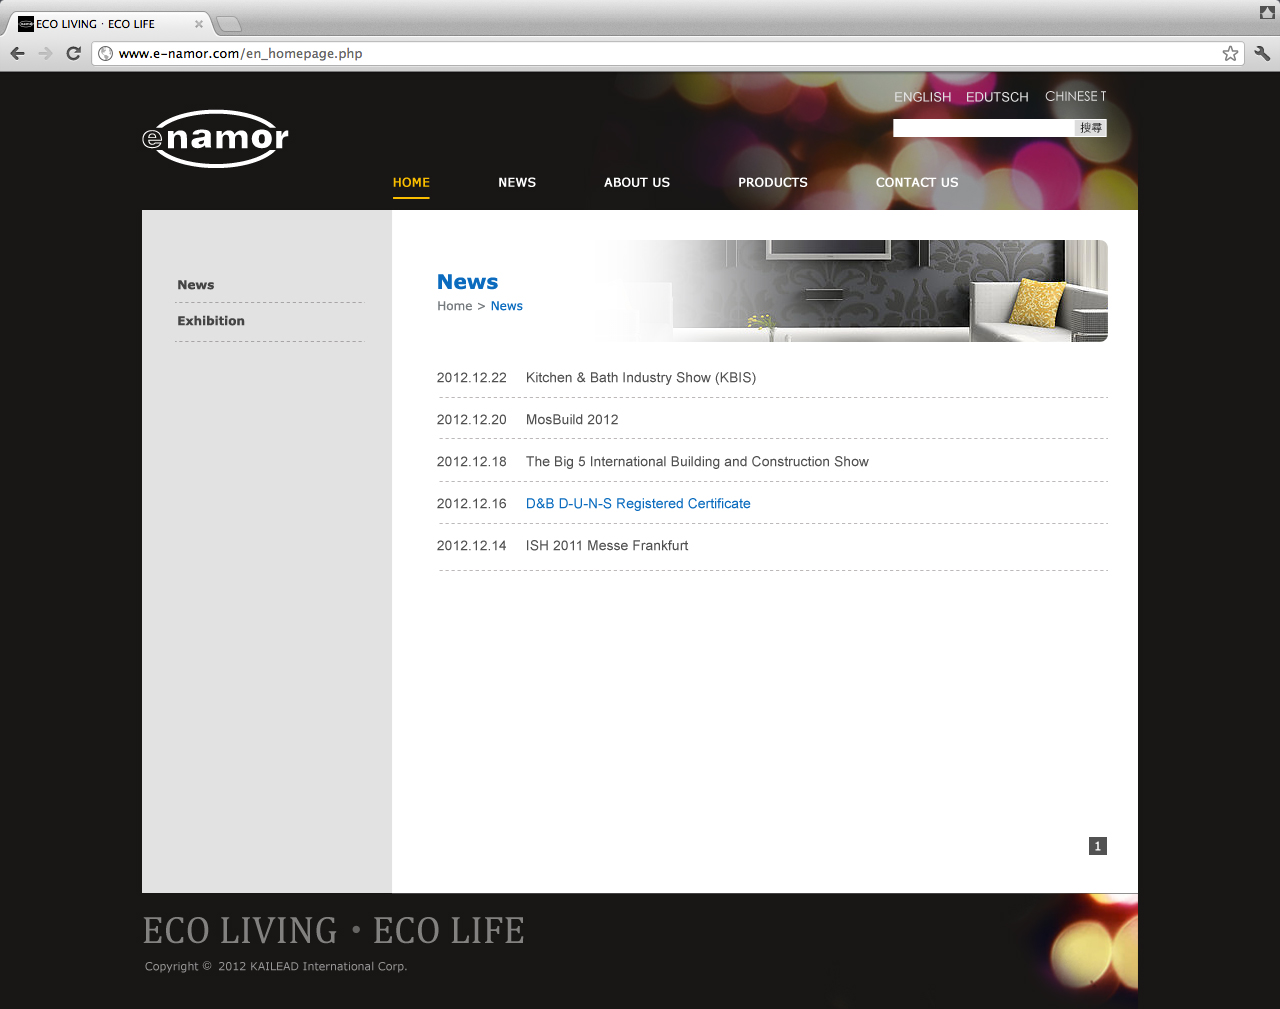 ECO LIVING · ECO LIFE
www.e-namor.com/en_homepage.php
ENGLISH EDUTSCH CHINESE T
搜尋
enamor
HOME NEWS ABOUT US PRODUCTS CONTACT US
News
Exhibition
News
Home > News
2012.12.22 Kitchen & Bath Industry Show (KBIS)
2012.12.20 MosBuild 2012
2012.12.18 The Big 5 International Building and Construction Show
2012.12.16 D&B D-U-N-S Registered Certificate
2012.12.14 ISH 2011 Messe Frankfurt
1
ECO LIVING · ECO LIFE
Copyright © 2012 KAILEAD International Corp.